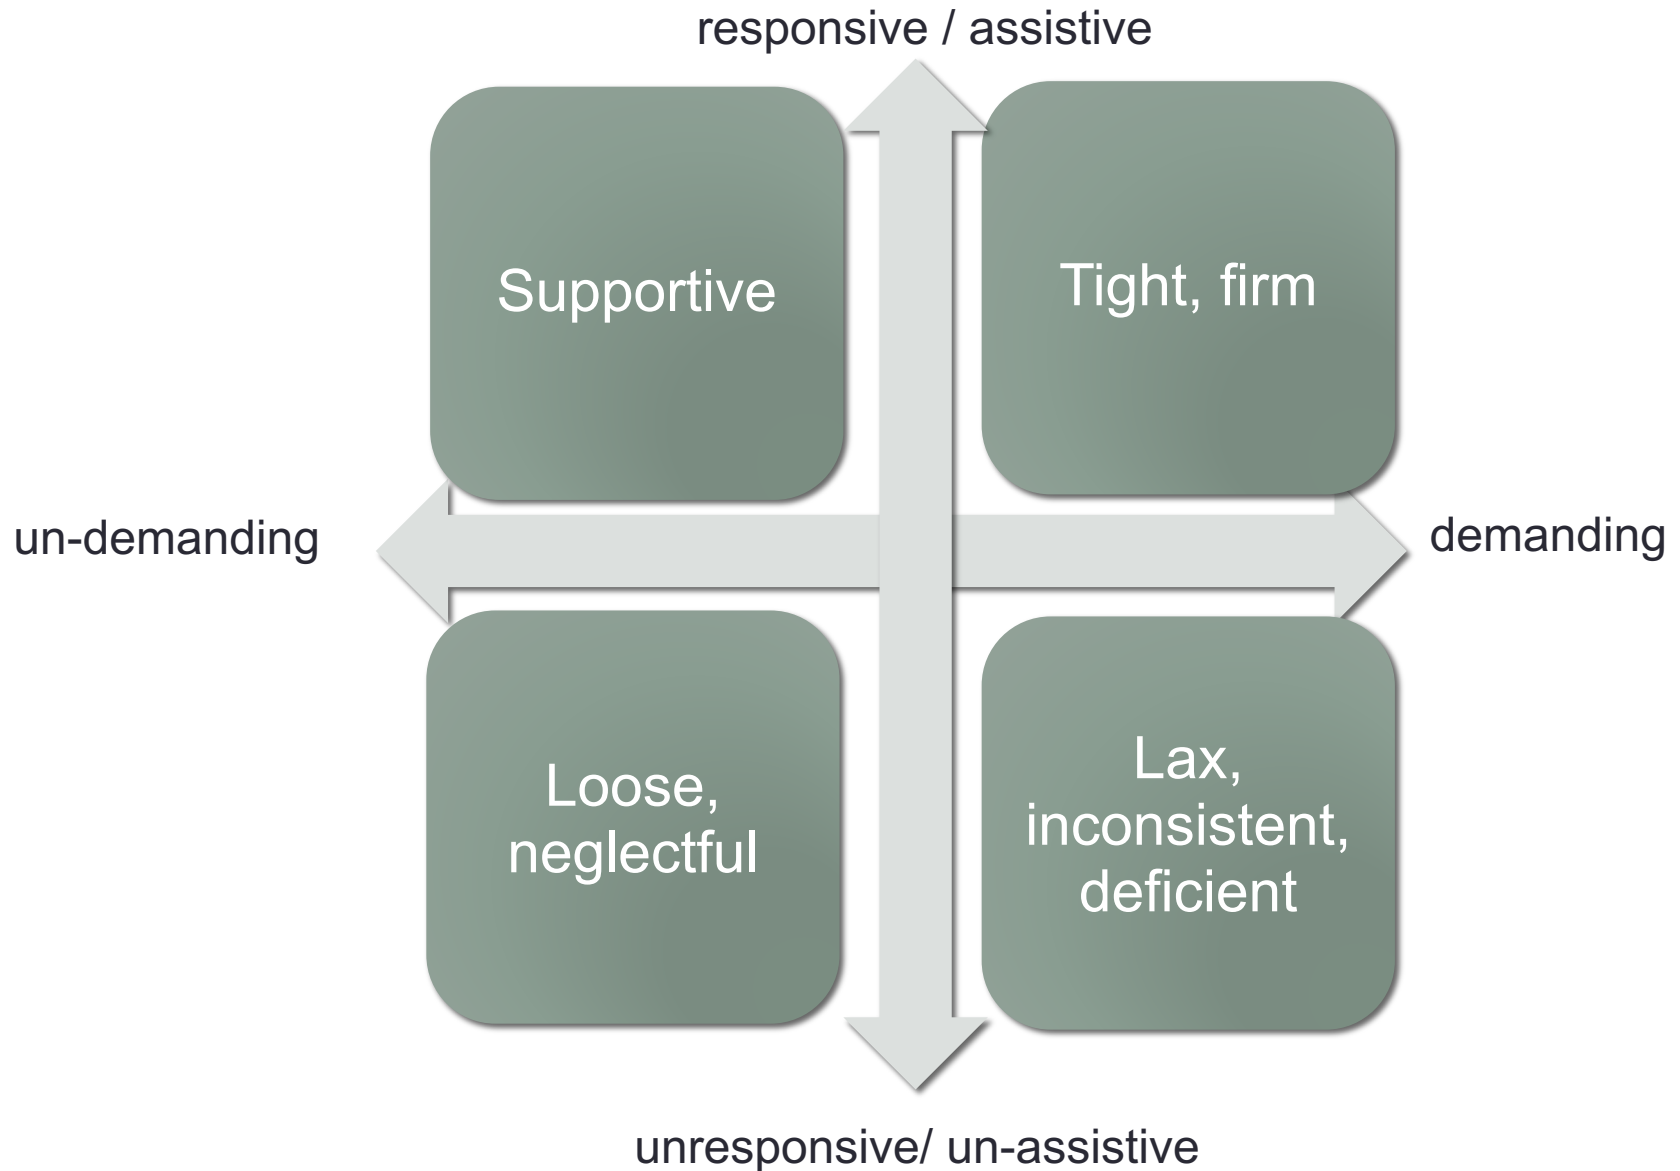 responsive / assistive
Supportive
Tight, firm
un-demanding
demanding
Loose,
neglectful
Lax,
inconsistent,
deficient
unresponsive/ un-assistive